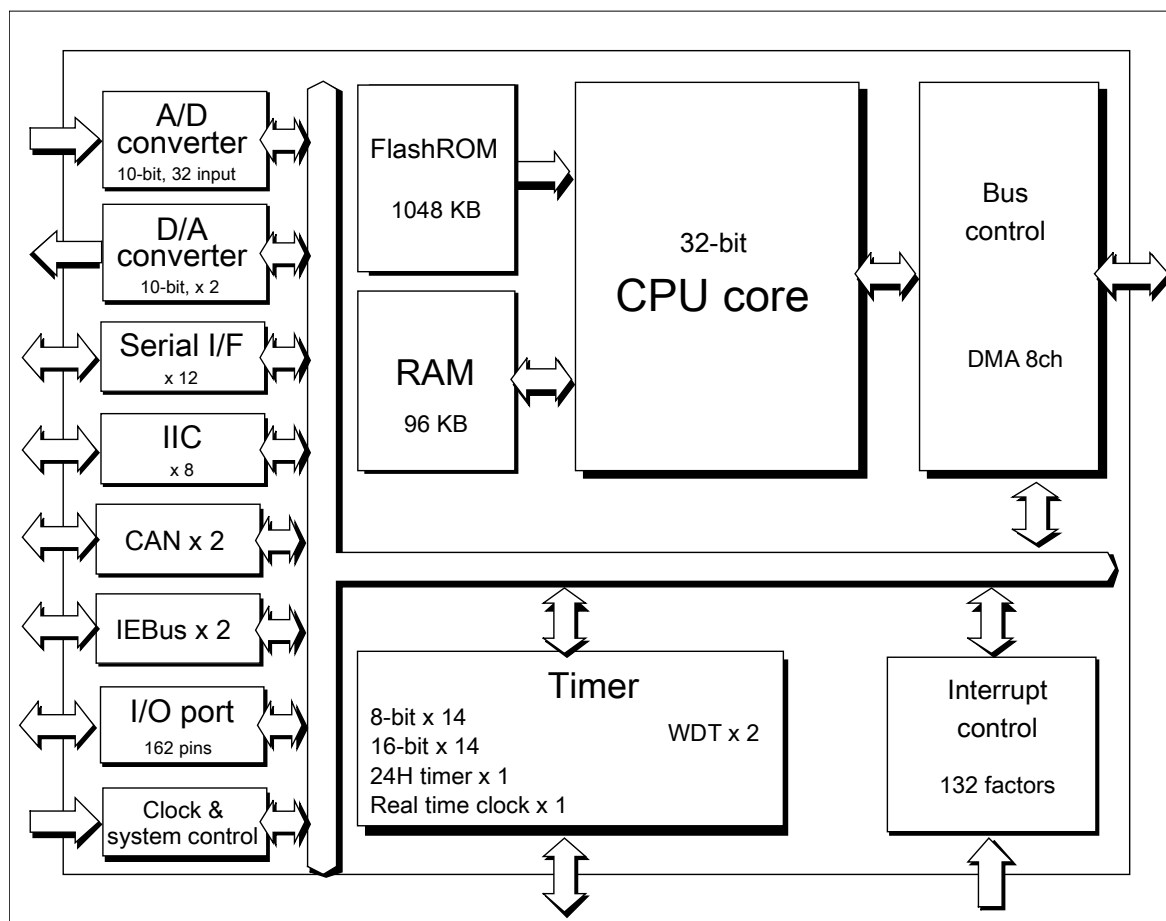 A/D
converter
10-bit, 32 input
D/A
converter
10-bit, x 2
Serial I/F
x 12
IIC
x 8
CAN x 2
IEBus x 2
I/O port
162 pins
Clock &
system control
FlashROM
1048 KB
RAM
96 KB
32-bit
CPU core
Bus
control
DMA 8ch
Timer
8-bit x 14
16-bit x 14
24H timer x 1
Real time clock x 1
WDT x 2
Interrupt
control
132 factors